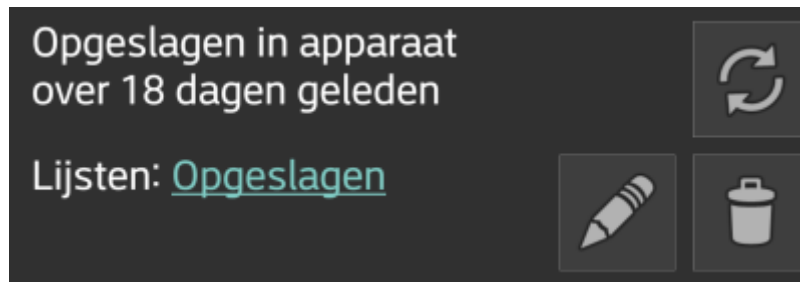 Opgeslagen in apparaat
over 18 dagen geleden
Lijsten: Opgeslagen